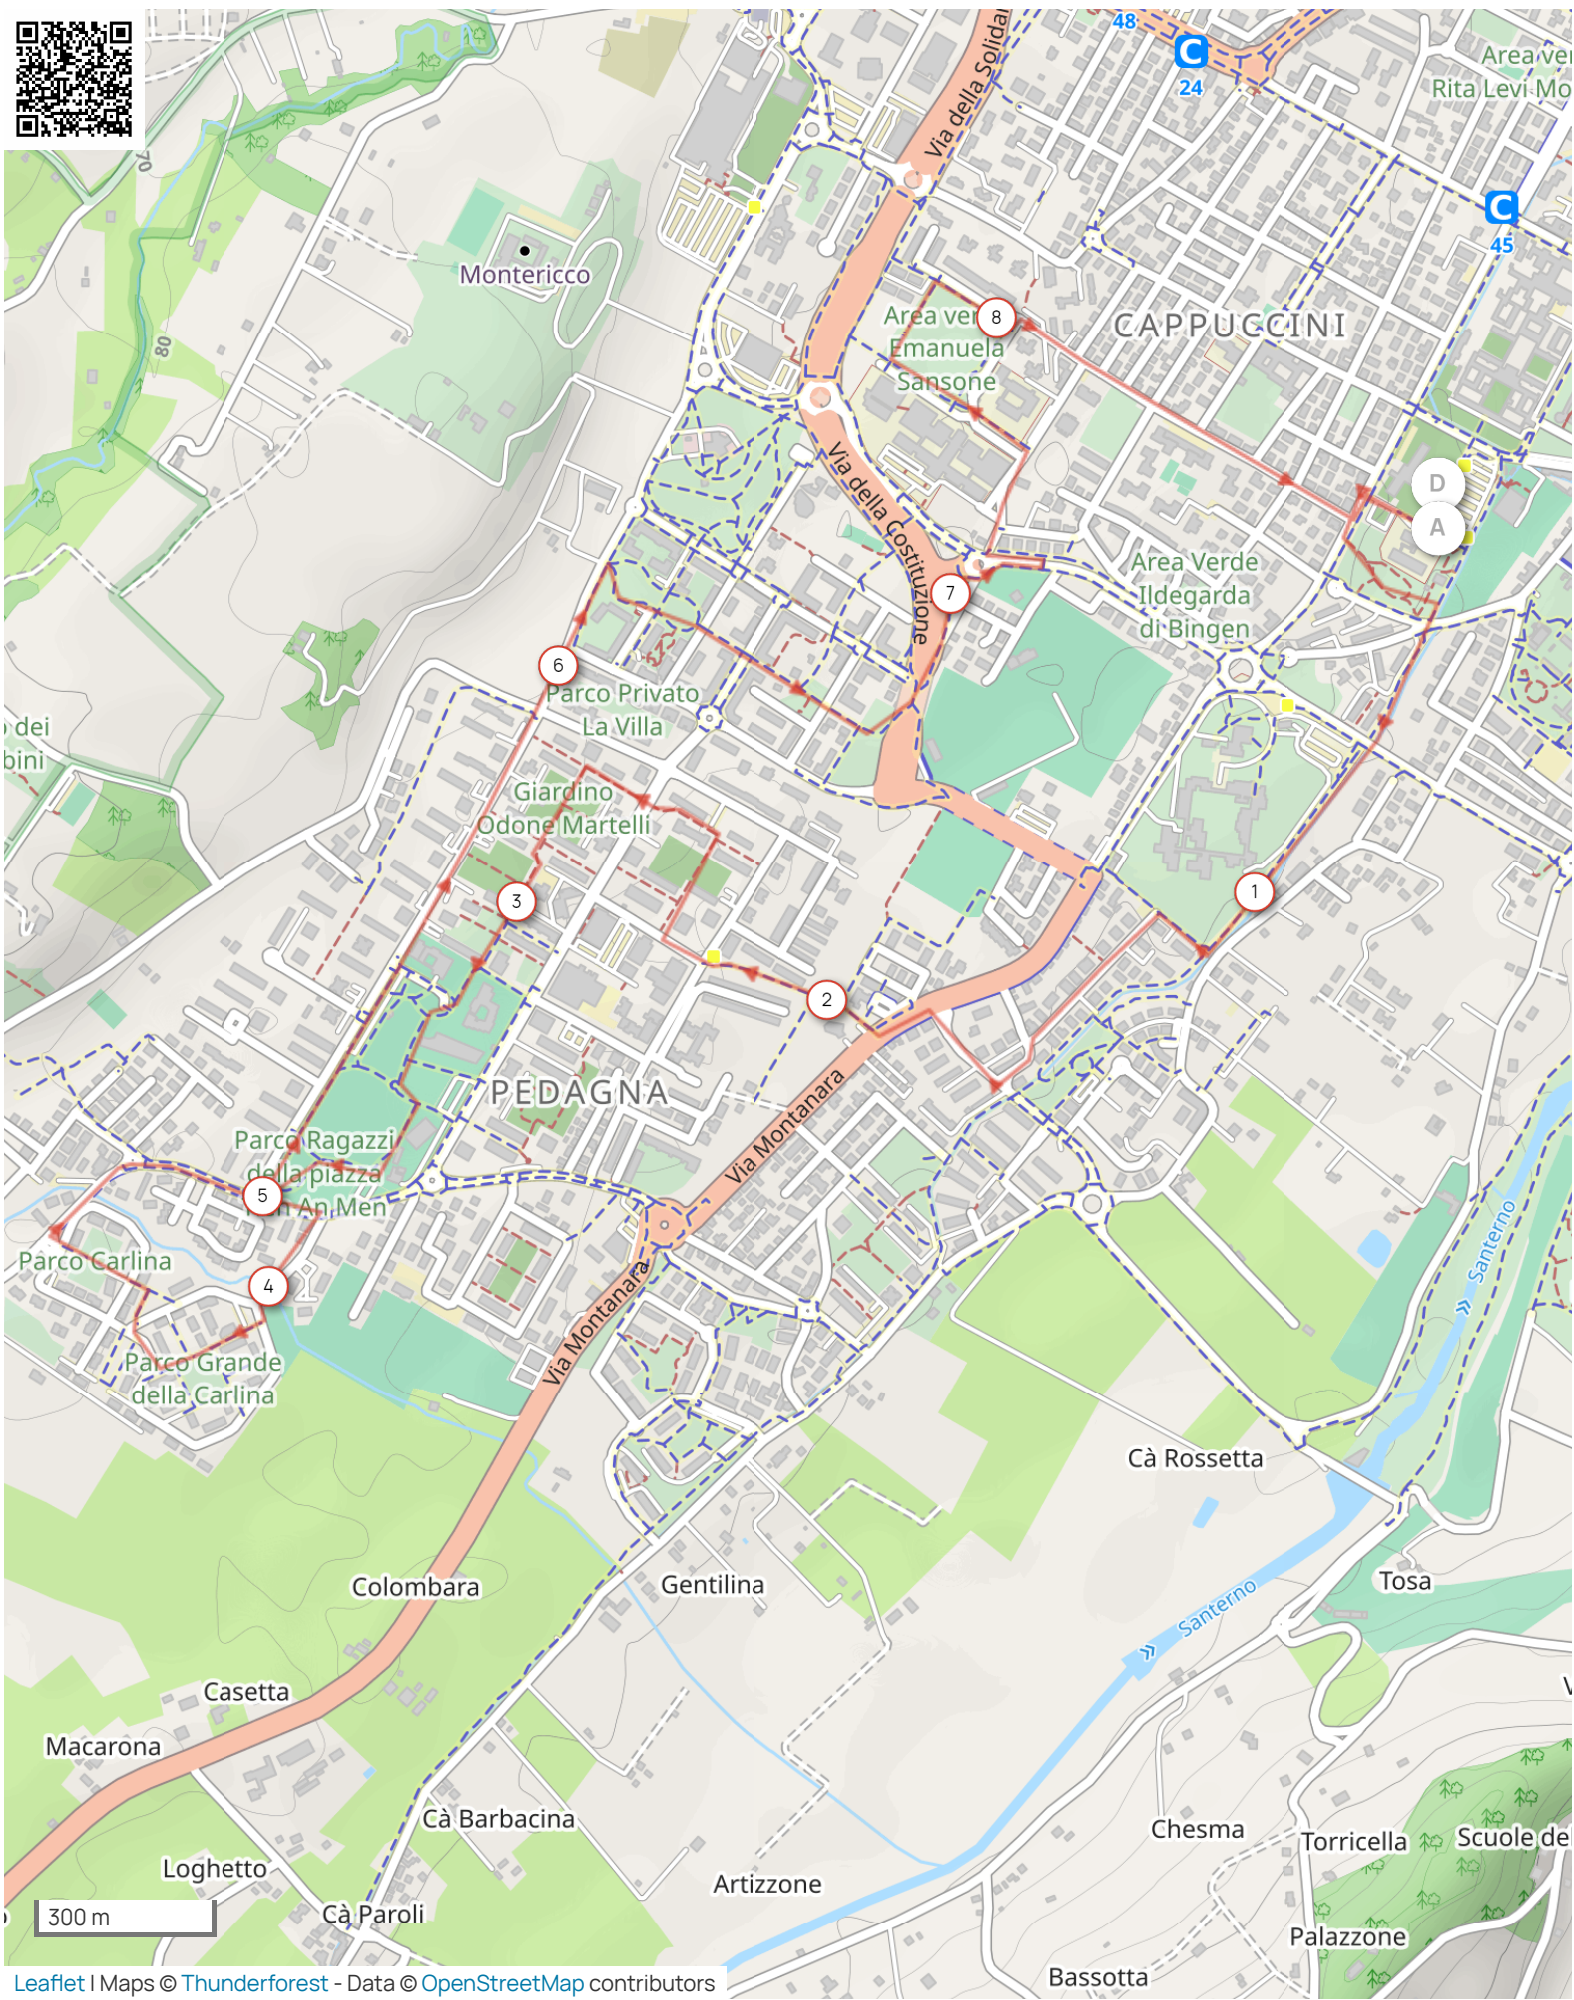 48
C
24
Via della Solidar
Area ve
Rita Levi Mo
C
45
70
80
Montericco
Area ver
Emanuela
Sansone
8
CAPPUCCINI
Via della Costituzione
D
A
Area Verde
Ildegarda
di Bingen
7
6
Parco Privato
La Villa
dei
bini
Giardino
Odone Martelli
3
1
2
PEDAGNA
Via Montanara
Parco Ragazzi
della piazza
An Men
5
Parco Carlina
4
Via Montanara
Parco Grande
della Carlina
Santerno
Cà Rossetta
Colombara
Gentilina
Tosa
Santerno
Casetta
Macarona
Cà Barbacina
Chesma
Torricella
Scuole del
Loghetto
Artizzone
Cà Paroli
Palazzone
300 m
Bassotta
Leaflet | Maps © Thunderforest - Data © OpenStreetMap contributors